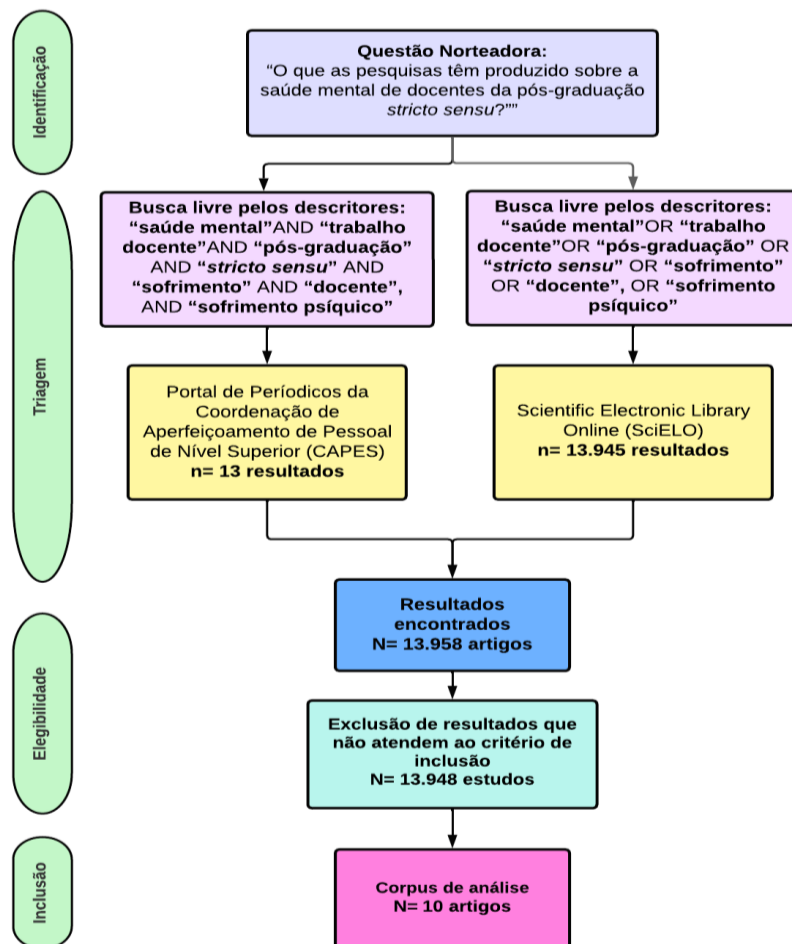 Identificação
Questão Norteadora:
“O que as pesquisas têm produzido sobre a
saúde mental de docentes da pós-graduação
stricto sensu?””
Triagem
Busca livre pelos descritores:
“saúde mental”AND “trabalho
docente”AND “pós-graduação”
AND “stricto sensu” AND
“sofrimento” AND “docente”,
AND “sofrimento psíquico”
Busca livre pelos descritores:
“saúde mental”OR “trabalho
docente”OR “pós-graduação” OR
“stricto sensu” OR “sofrimento”
OR “docente”, OR “sofrimento
psíquico”
Portal de Periódicos da
Coordenação de
Aperfeiçoamento de Pessoal
de Nível Superior (CAPES)
n= 13 resultados
Scientific Electronic Library
Online (SciELO)
n= 13.945 resultados
Resultados
encontrados
N= 13.958 artigos
Elegibilidade
Exclusão de resultados que
não atendem ao critério de
inclusão
N= 13.948 estudos
Inclusão
Corpus de análise
N= 10 artigos